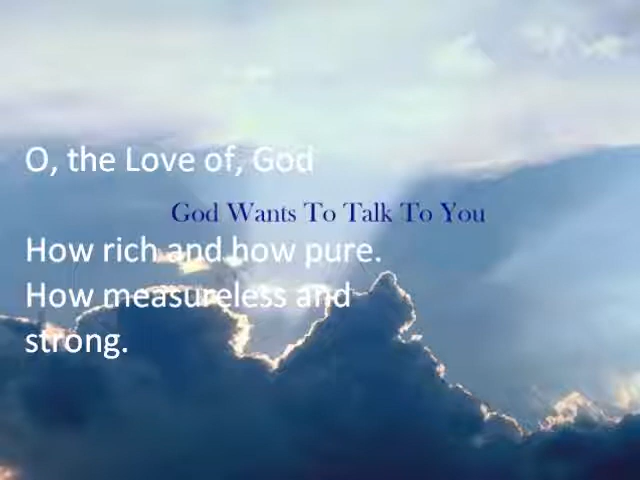 O, the Love of, God
God Wants To Talk To You
How rich and how pure.
How measureless and
strong.